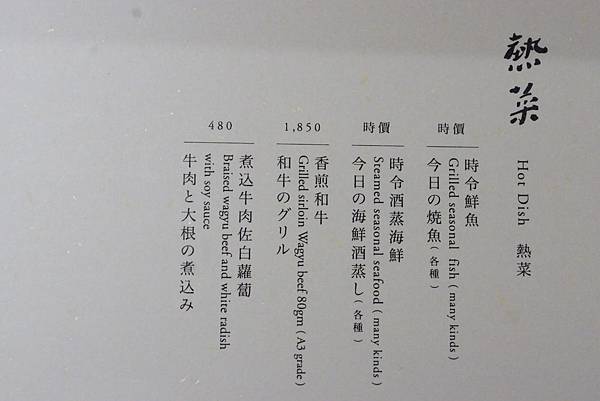 熱菜
Hot Dish 熱菜
時價
時令鮮魚
Grilled seasonal fish ( many kinds )
今日の焼魚（各種）
時價
時令酒蒸海鮮
Steamed seasonal seafood ( many kinds )
今日の海鮮酒蒸し（各種）
1,850
香煎和牛
Grilled sirloin Wagyu beef 80gm ( A3 grade )
和牛のグリル
480
煮込牛肉佐白蘿蔔
Braised wagyu beef and white radish
with soy sauce
牛肉と大根の煮込み